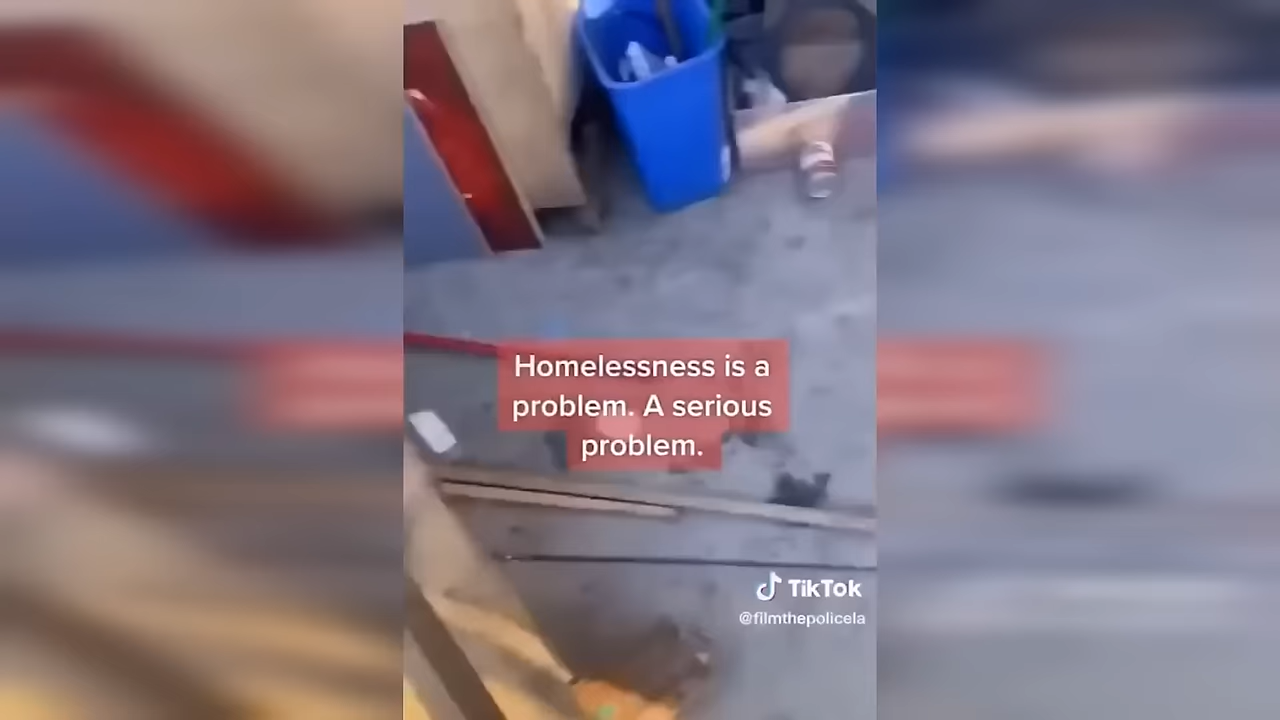 Homelessness is a
problem. A serious
problem.
TikTok
@filmthepolicela